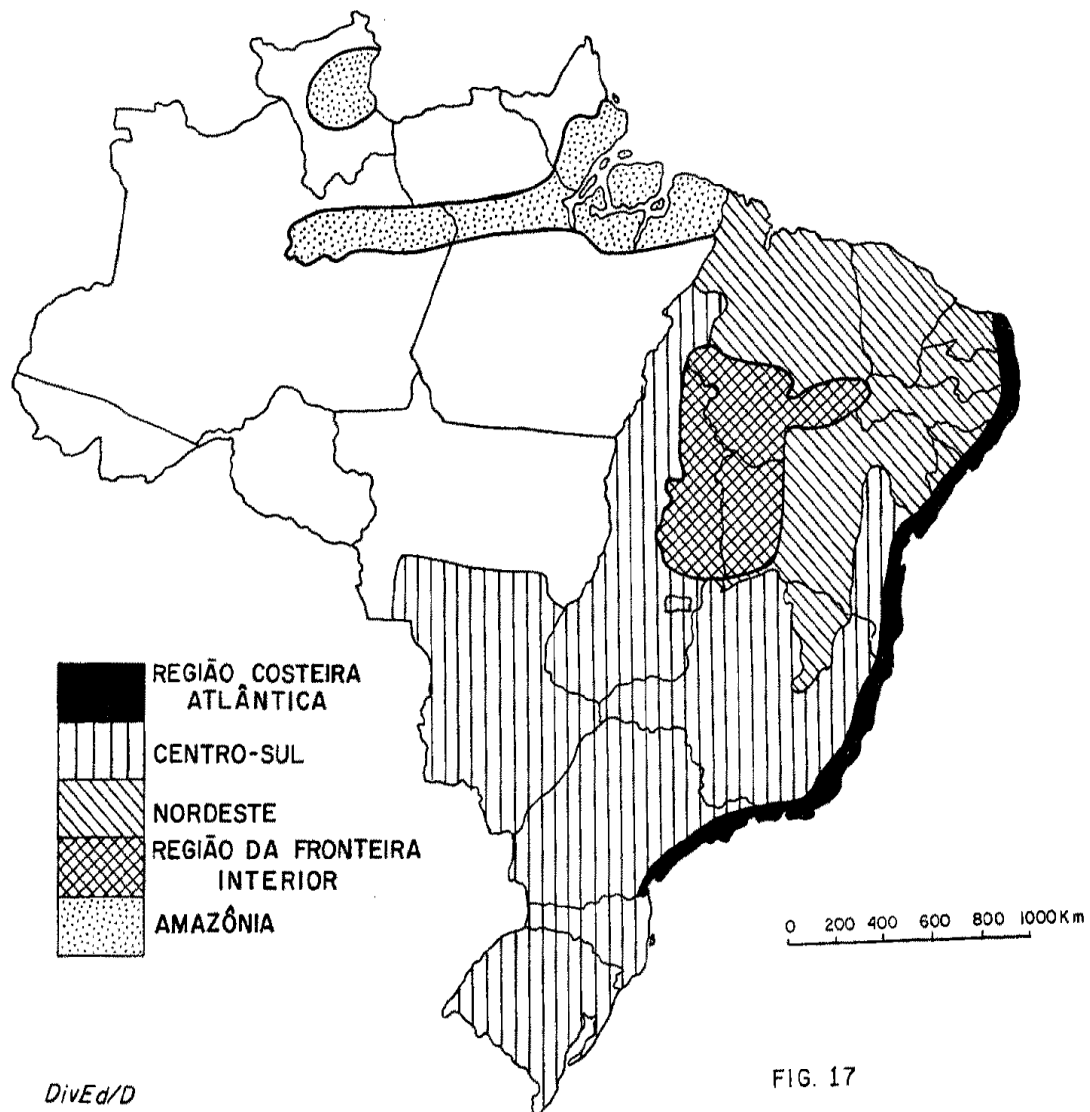 REGIÃO COSTEIRA
ATLÂNTICA
CENTRO-SUL
NORDESTE
REGIÃO DA FRONTEIRA
INTERIOR
AMAZÔNIA
0 200 400 600 800 1000 Km
DivEd/D
FIG. 17